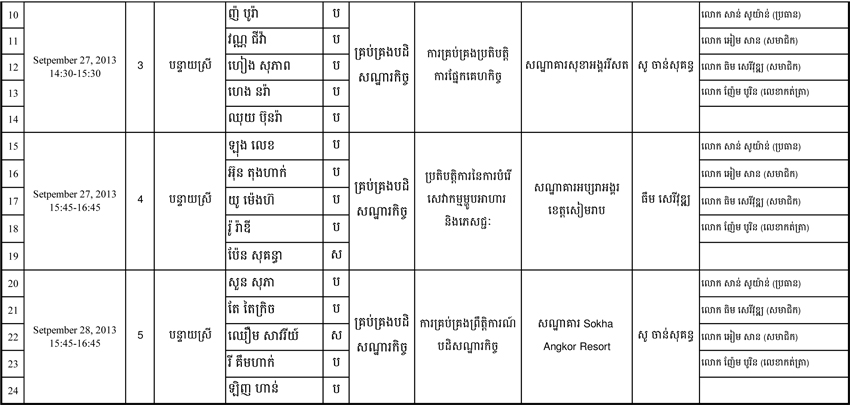 10 ញ៉ បូរ៉ា ប លោក សាន់ សូយ៉ាន់ (ប្រធាន)
11 វណ្ណ ជីវ៉ា ប លោក អៀម សាន (សមាជិក)
12 Setpember 27, 2013 14:30-15:30 3 បន្ទាយស្រី ហៀង សុភាព ប គ្រប់គ្រងបដិសណ្ឋារកិច្ច ការគ្រប់គ្រងប្រតិបត្តិការផ្នែកគេហកិច្ច សណ្ឋាគារសុខាអង្គររីសត សូ ចាន់សុគន្ធ លោក ធិម សេរីវុឌ្ឍ (សមាជិក)
13 ហេង នរ៉ា ប លោក ញ៉ែម បូរិន (លេខាកត់ត្រា)
14 ឈុយ ប៊ុនរ៉ា ប
15 ឡុង លេខ ប លោក សាន់ សូយ៉ាន់ (ប្រធាន)
16 អ៊ុន តុងហាក់ ប លោក អៀម សាន (សមាជិក)
17 Setpember 27, 2013 15:45-16:45 4 បន្ទាយស្រី យូ ម៉េងហ៊ ប គ្រប់គ្រងបដិសណ្ឋារកិច្ច ប្រតិបត្តិការនៃការបំរើសេវាកម្មម្ហូបអាហារ និងភេសជ្ជៈ សណ្ឋាគារអប្សរាអង្គរ ខេត្តសៀមរាប ធឹម សេរីវុឌ្ឍ លោក ធិម សេរីវុឌ្ឍ (សមាជិក)
18 រ៉ូ រ៉ាឌី ប លោក ញ៉ែម បូរិន (លេខាកត់ត្រា)
19 ប៉ែន សុគន្ធា ស
20 សួន សុភា ប លោក សាន់ សូយ៉ាន់ (ប្រធាន)
21 តែ តៃក្រិច ប លោក ធិម សេរីវុឌ្ឍ (សមាជិក)
22 Setpember 28, 2013 15:45-16:45 5 បន្ទាយស្រី ឈឿម សាវរីយ៍ ស គ្រប់គ្រងបដិសណ្ឋារកិច្ច ការគ្រប់គ្រងព្រឹត្តិការណ៍បដិសណ្ឋារកិច្ច សណ្ឋាគារ Sokha Angkor Resort សូ ចាន់សុគន្ធ លោក អៀម សាន (សមាជិក)
23 រី គឹមហាក់ ប លោក ញ៉ែម បូរិន (លេខាកត់ត្រា)
24 ឡិញ ហាន់ ប